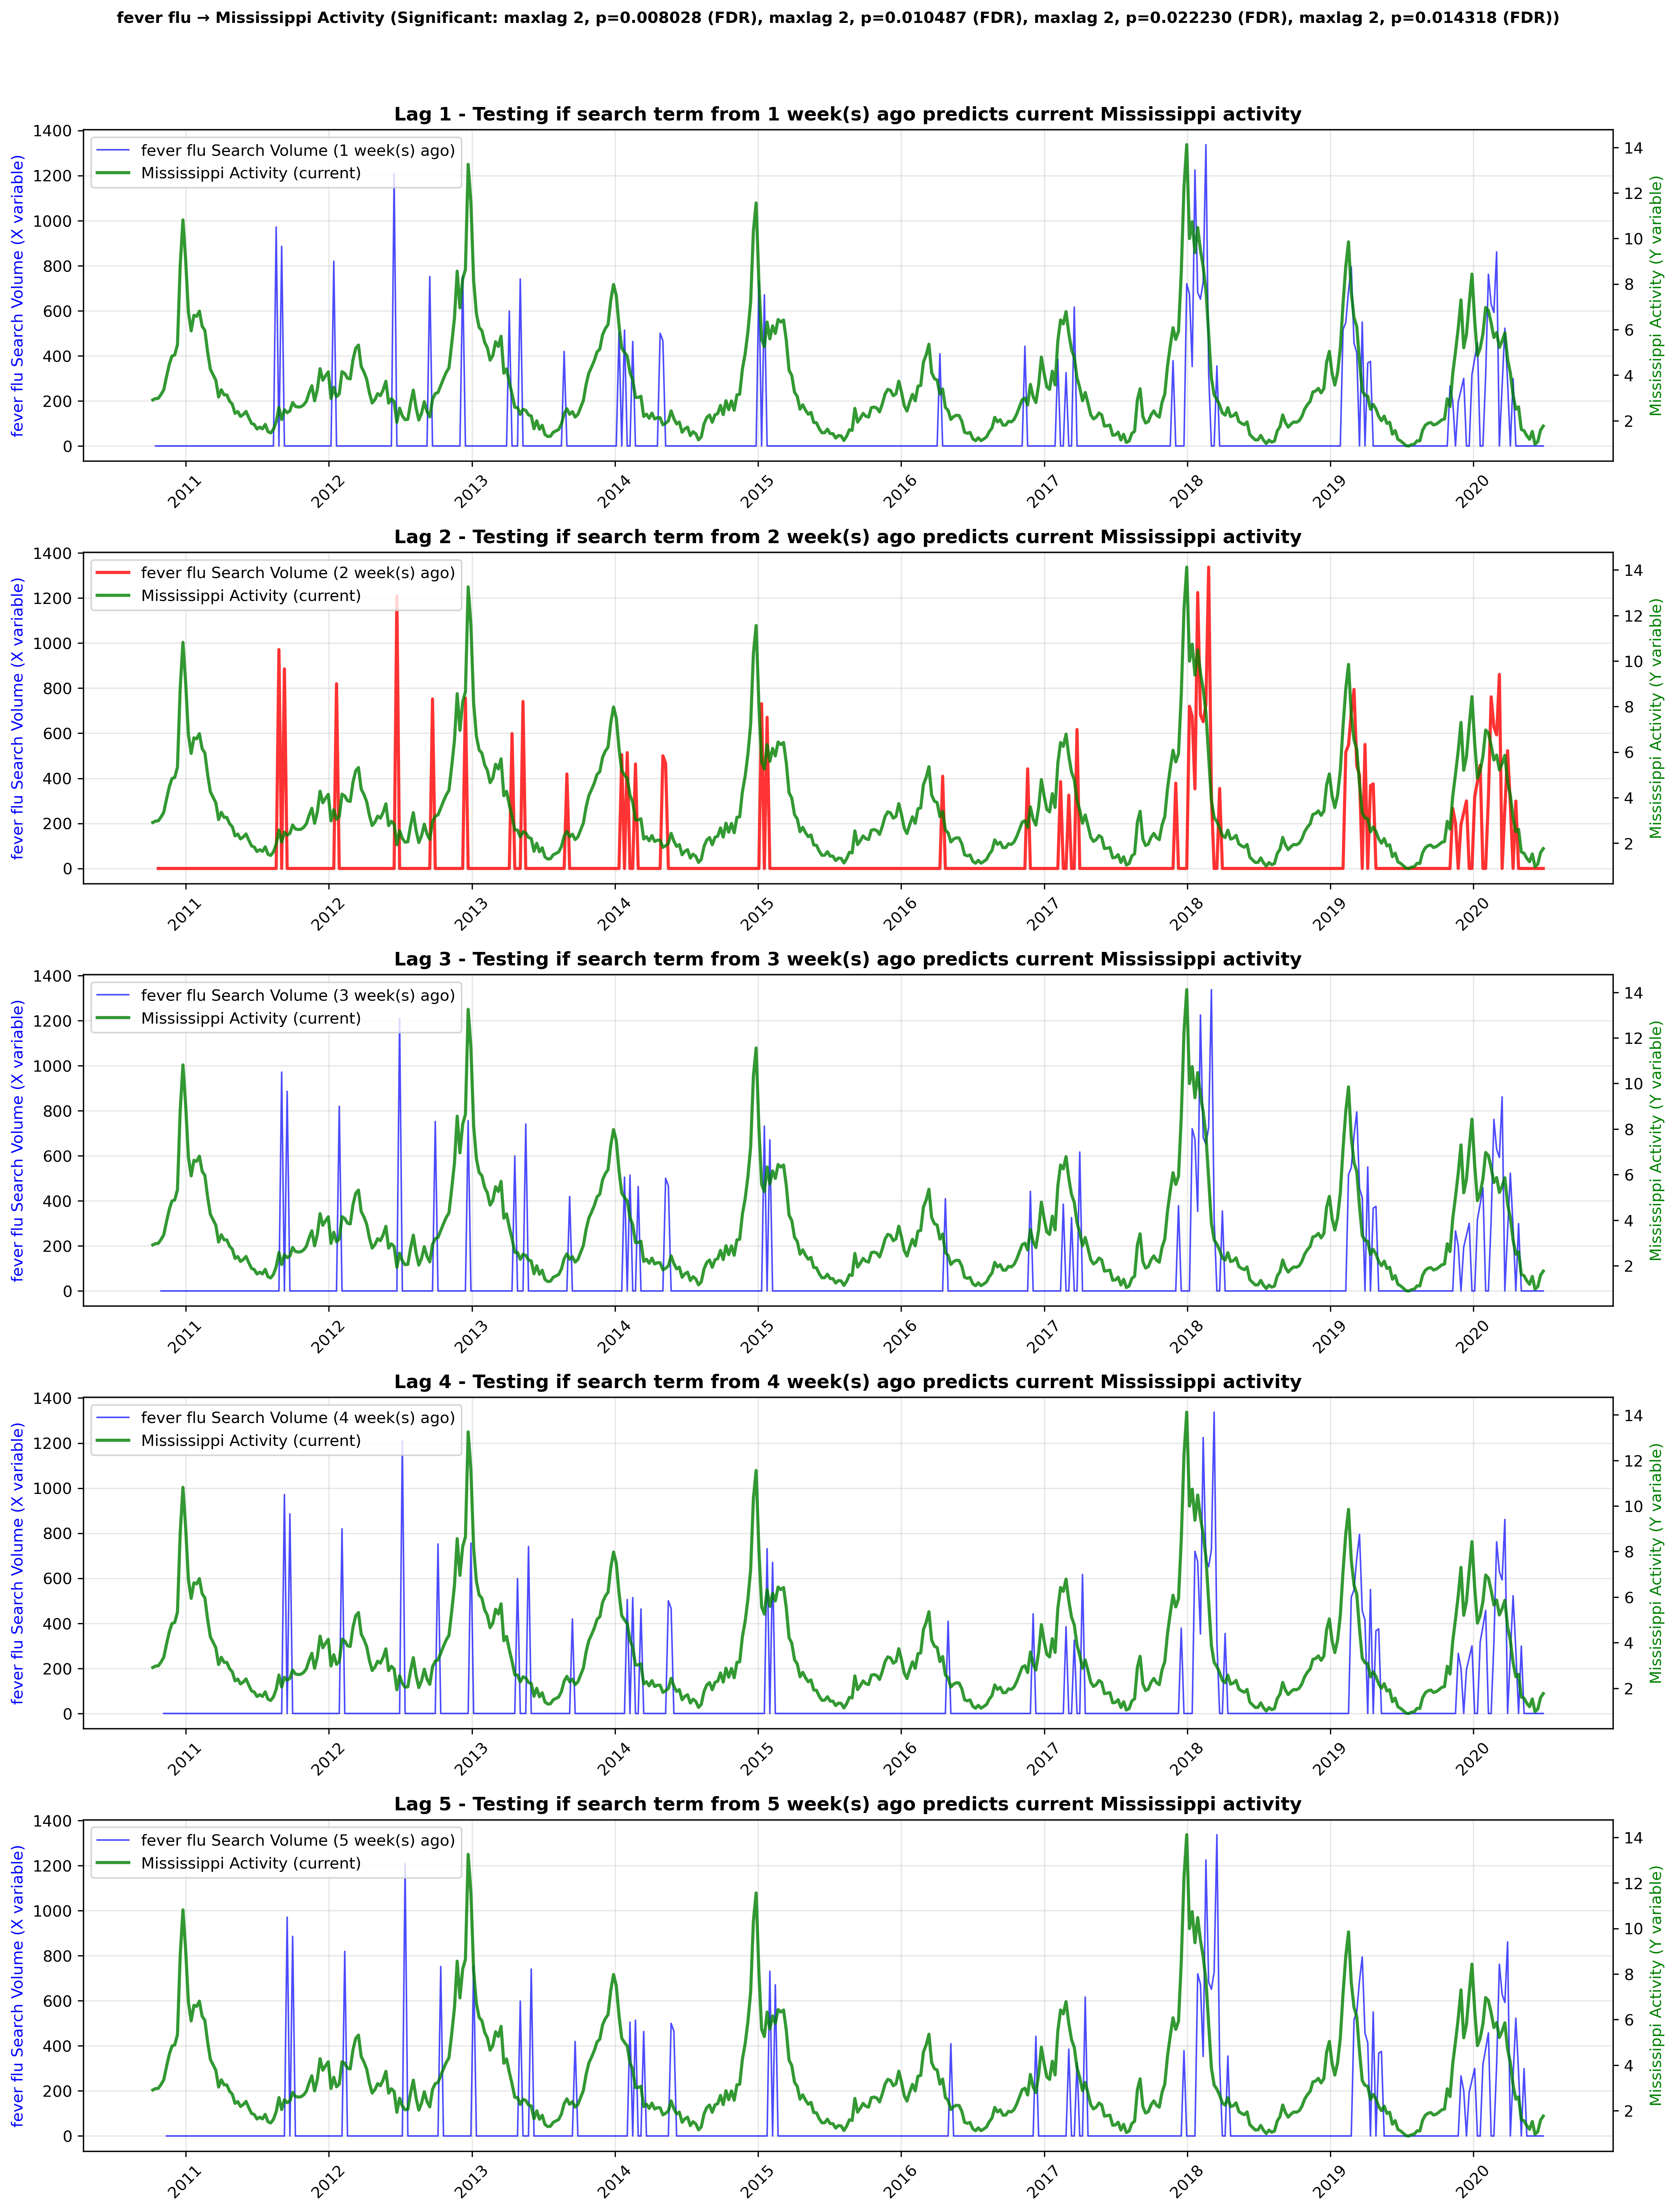 fever flu → Mississippi Activity (Significant: maxlag 2, p=0.008028 (FDR), maxlag 2, p=0.010487 (FDR), maxlag 2, p=0.022230 (FDR), maxlag 2, p=0.014318 (FDR))
Lag 1 - Testing if search term from 1 week(s) ago predicts current Mississippi activity
fever flu Search Volume (X variable)
1400
1200
1000
800
600
400
200
0
fever flu Search Volume (1 week(s) ago)
Mississippi Activity (current)
14
12
10
8
6
4
2
Mississippi Activity (Y variable)
2011 2012 2013 2014 2015 2016 2017 2018 2019 2020
Lag 2 - Testing if search term from 2 week(s) ago predicts current Mississippi activity
fever flu Search Volume (X variable)
1400
1200
1000
800
600
400
200
0
fever flu Search Volume (2 week(s) ago)
Mississippi Activity (current)
14
12
10
8
6
4
2
Mississippi Activity (Y variable)
2011 2012 2013 2014 2015 2016 2017 2018 2019 2020
Lag 3 - Testing if search term from 3 week(s) ago predicts current Mississippi activity
fever flu Search Volume (X variable)
1400
1200
1000
800
600
400
200
0
fever flu Search Volume (3 week(s) ago)
Mississippi Activity (current)
14
12
10
8
6
4
2
Mississippi Activity (Y variable)
2011 2012 2013 2014 2015 2016 2017 2018 2019 2020
Lag 4 - Testing if search term from 4 week(s) ago predicts current Mississippi activity
fever flu Search Volume (X variable)
1400
1200
1000
800
600
400
200
0
fever flu Search Volume (4 week(s) ago)
Mississippi Activity (current)
14
12
10
8
6
4
2
Mississippi Activity (Y variable)
2011 2012 2013 2014 2015 2016 2017 2018 2019 2020
Lag 5 - Testing if search term from 5 week(s) ago predicts current Mississippi activity
fever flu Search Volume (X variable)
1400
1200
1000
800
600
400
200
0
fever flu Search Volume (5 week(s) ago)
Mississippi Activity (current)
14
12
10
8
6
4
2
Mississippi Activity (Y variable)
2011 2012 2013 2014 2015 2016 2017 2018 2019 2020